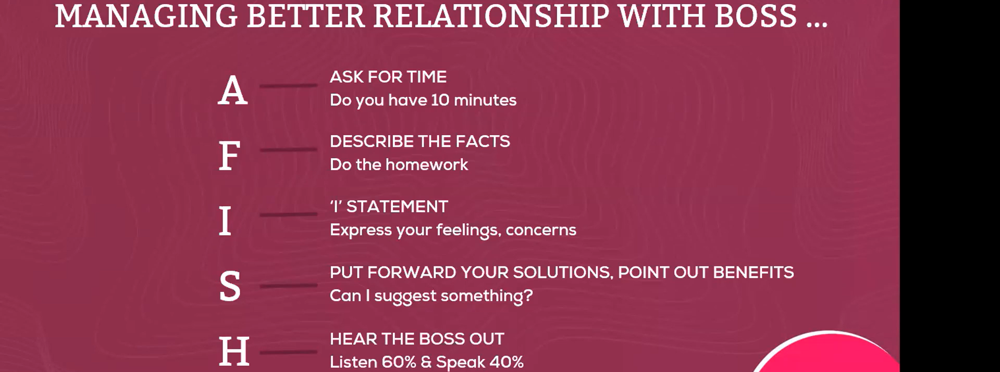 MANAGING BETTER RELATIONSHIP WITH BOSS ...
A
ASK FOR TIME
Do you have 10 minutes
F
DESCRIBE THE FACTS
Do the homework
I
‘I’ STATEMENT
Express your feelings, concerns
S
PUT FORWARD YOUR SOLUTIONS, POINT OUT BENEFITS
Can I suggest something?
H
HEAR THE BOSS OUT
Listen 60% & Speak 40%